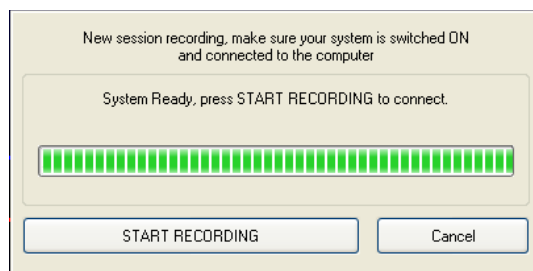 New session recording, make sure your system is switched ON
and connected to the computer
System Ready, press START RECORDING to connect.
START RECORDING
Cancel